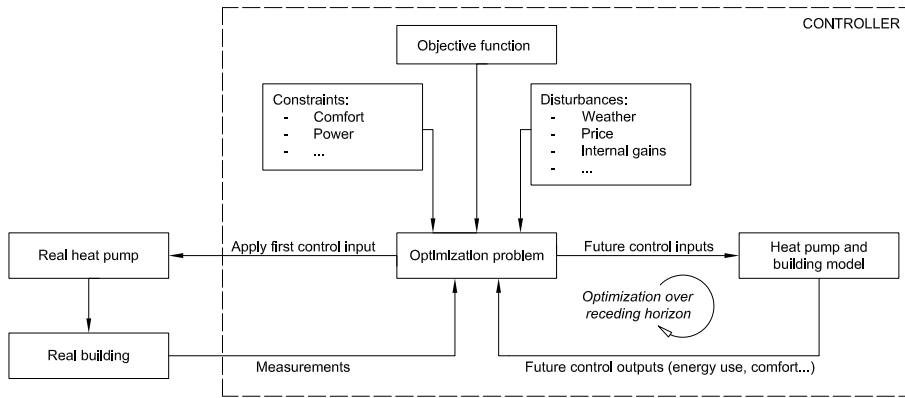 CONTROLLER
Objective function
Constraints:
- Comfort
- Power
- ...
Disturbances:
- Weather
- Price
- Internal gains
- ...
Real heat pump
Apply first control input
Optimization problem
Future control inputs
Heat pump and
building model
Optimization over
receding horizon
Real building
Measurements
Future control outputs (energy use, comfort...)